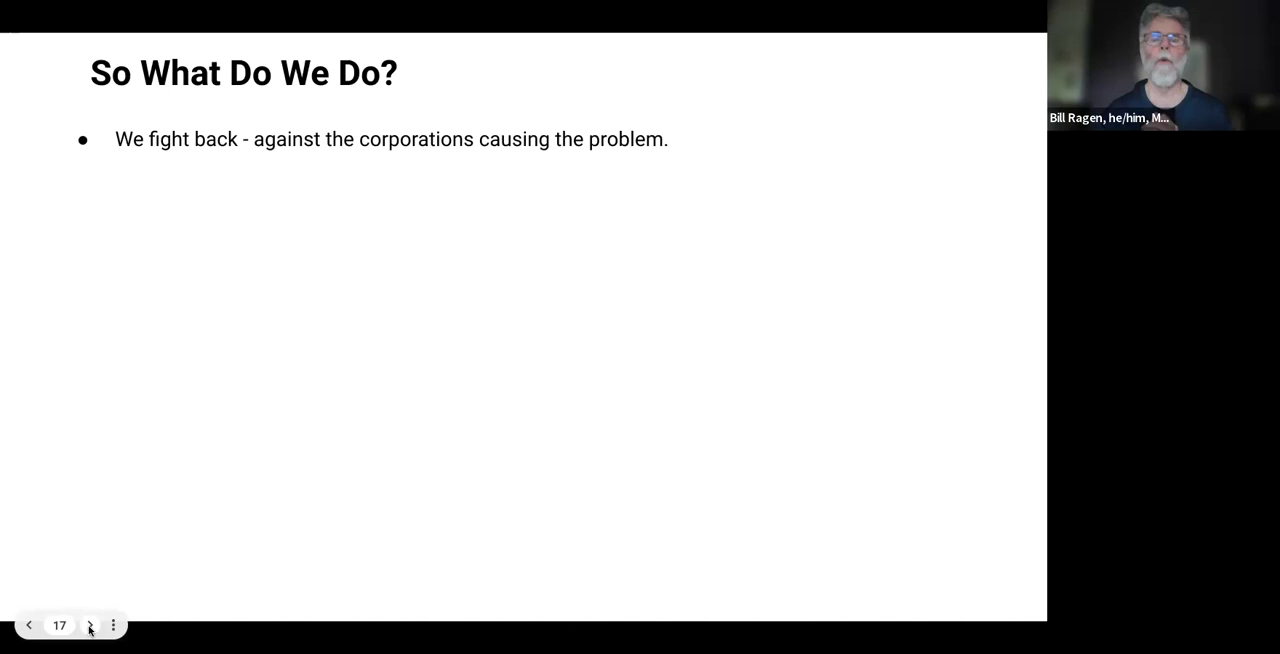 So What Do We Do?
● We fight back - against the corporations causing the problem.
Bill Ragen, he/him, M...
17